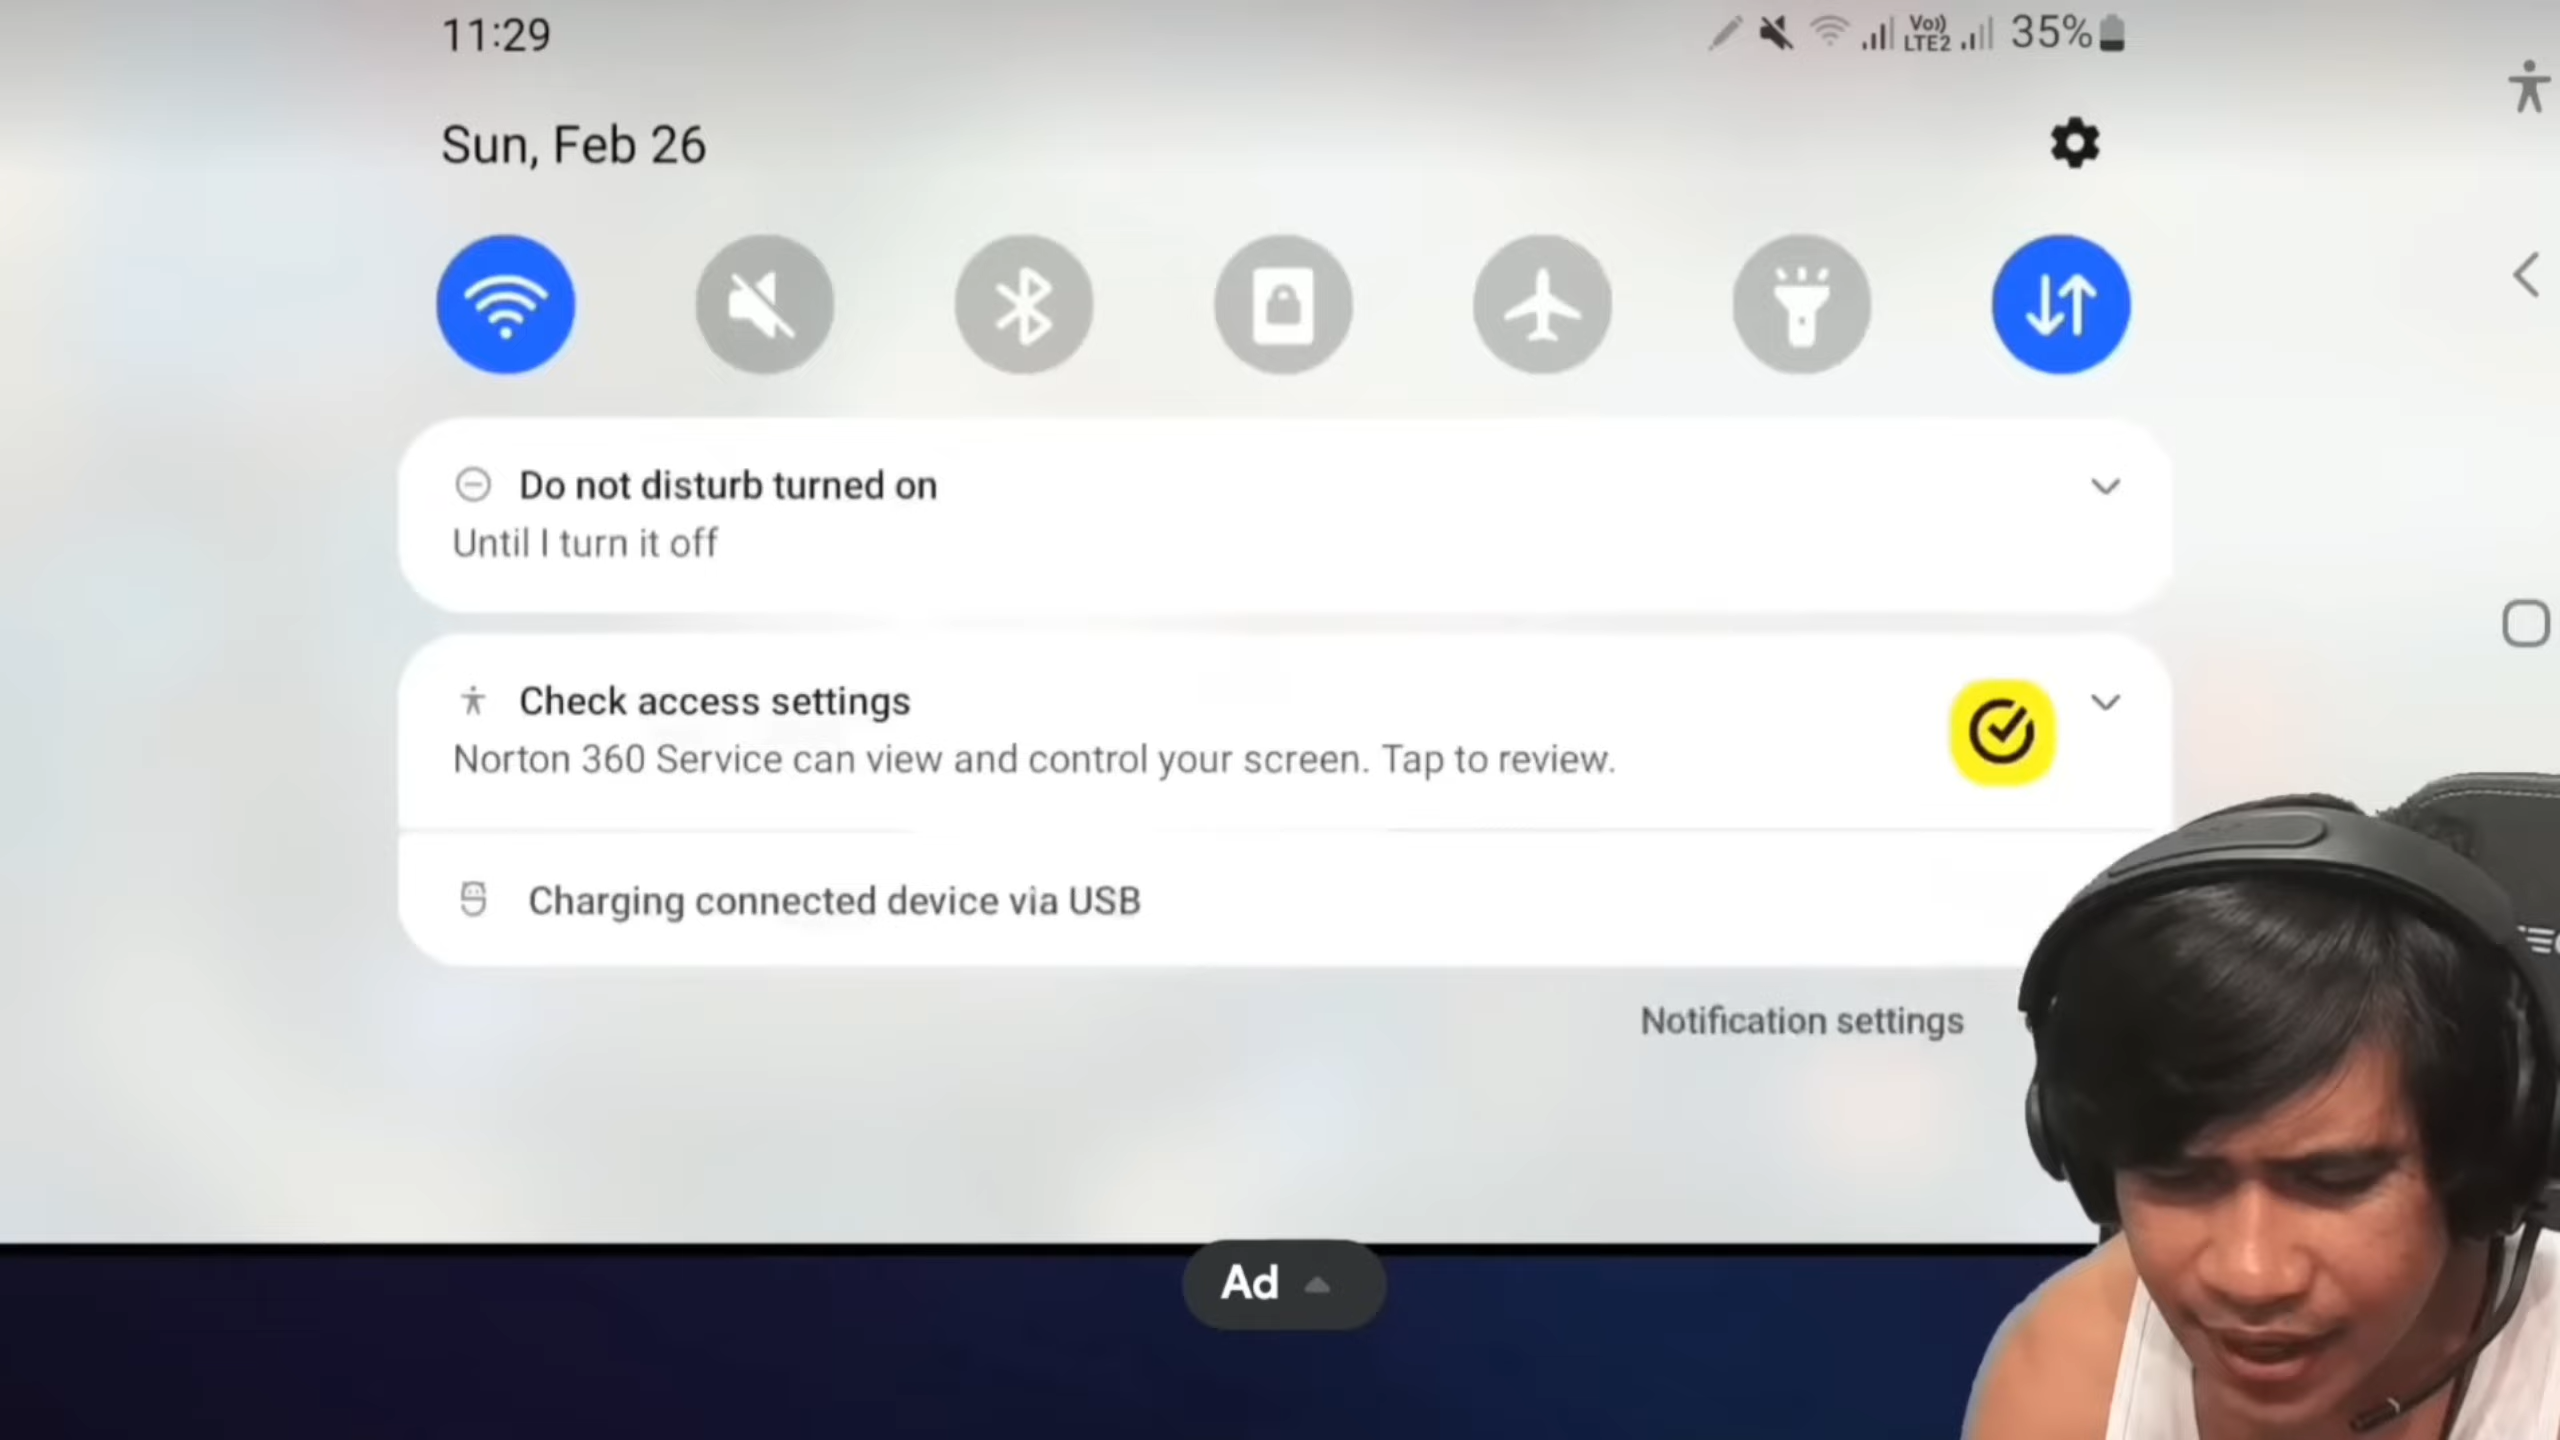 11:29
Vo)) LTE2 35%
Sun, Feb 26
Do not disturb turned on
Until I turn it off
Check access settings
Norton 360 Service can view and control your screen. Tap to review.
Charging connected device via USB
Notification settings
Ad